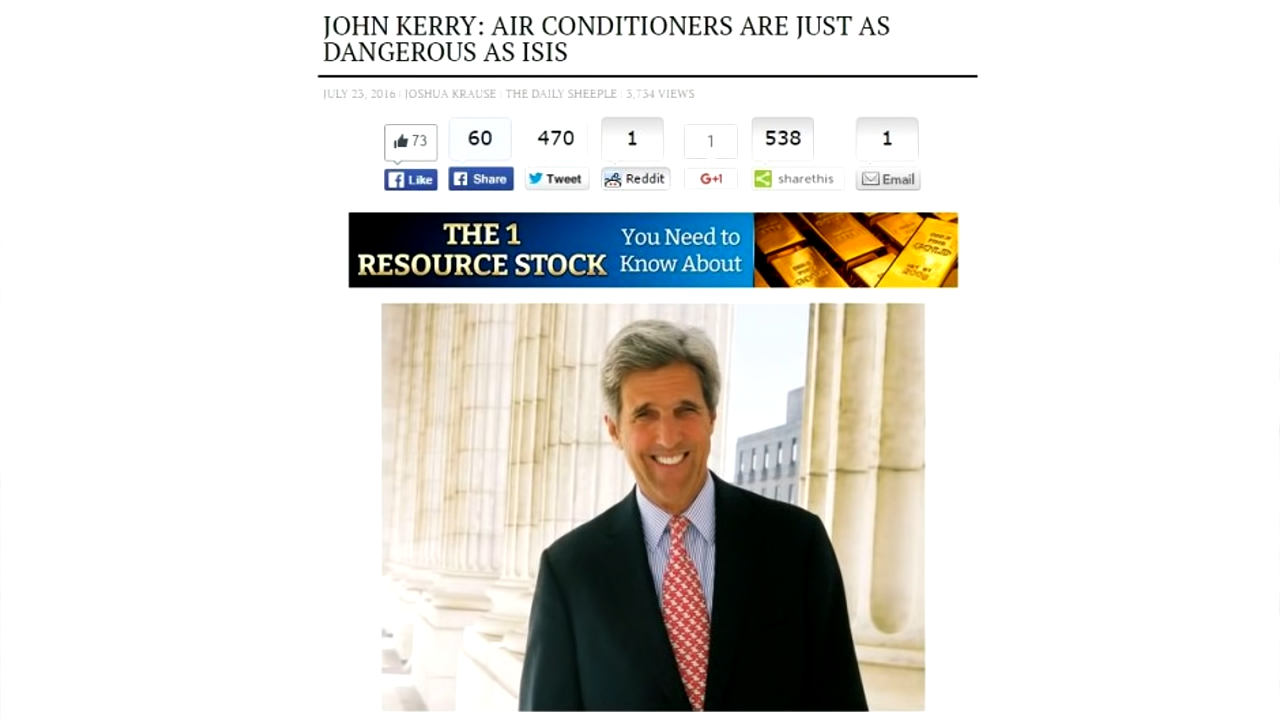 JOHN KERRY: AIR CONDITIONERS ARE JUST AS
DANGEROUS AS ISIS
JULY 23, 2016 | JOSHUA KRAUSE | THE DAILY SHEEPLE | 3,734 VIEWS
73 60 470 1 1 538 1
Like Share Tweet Reddit G+1 sharethis Email
THE 1 You Need to
RESOURCE STOCK Know About